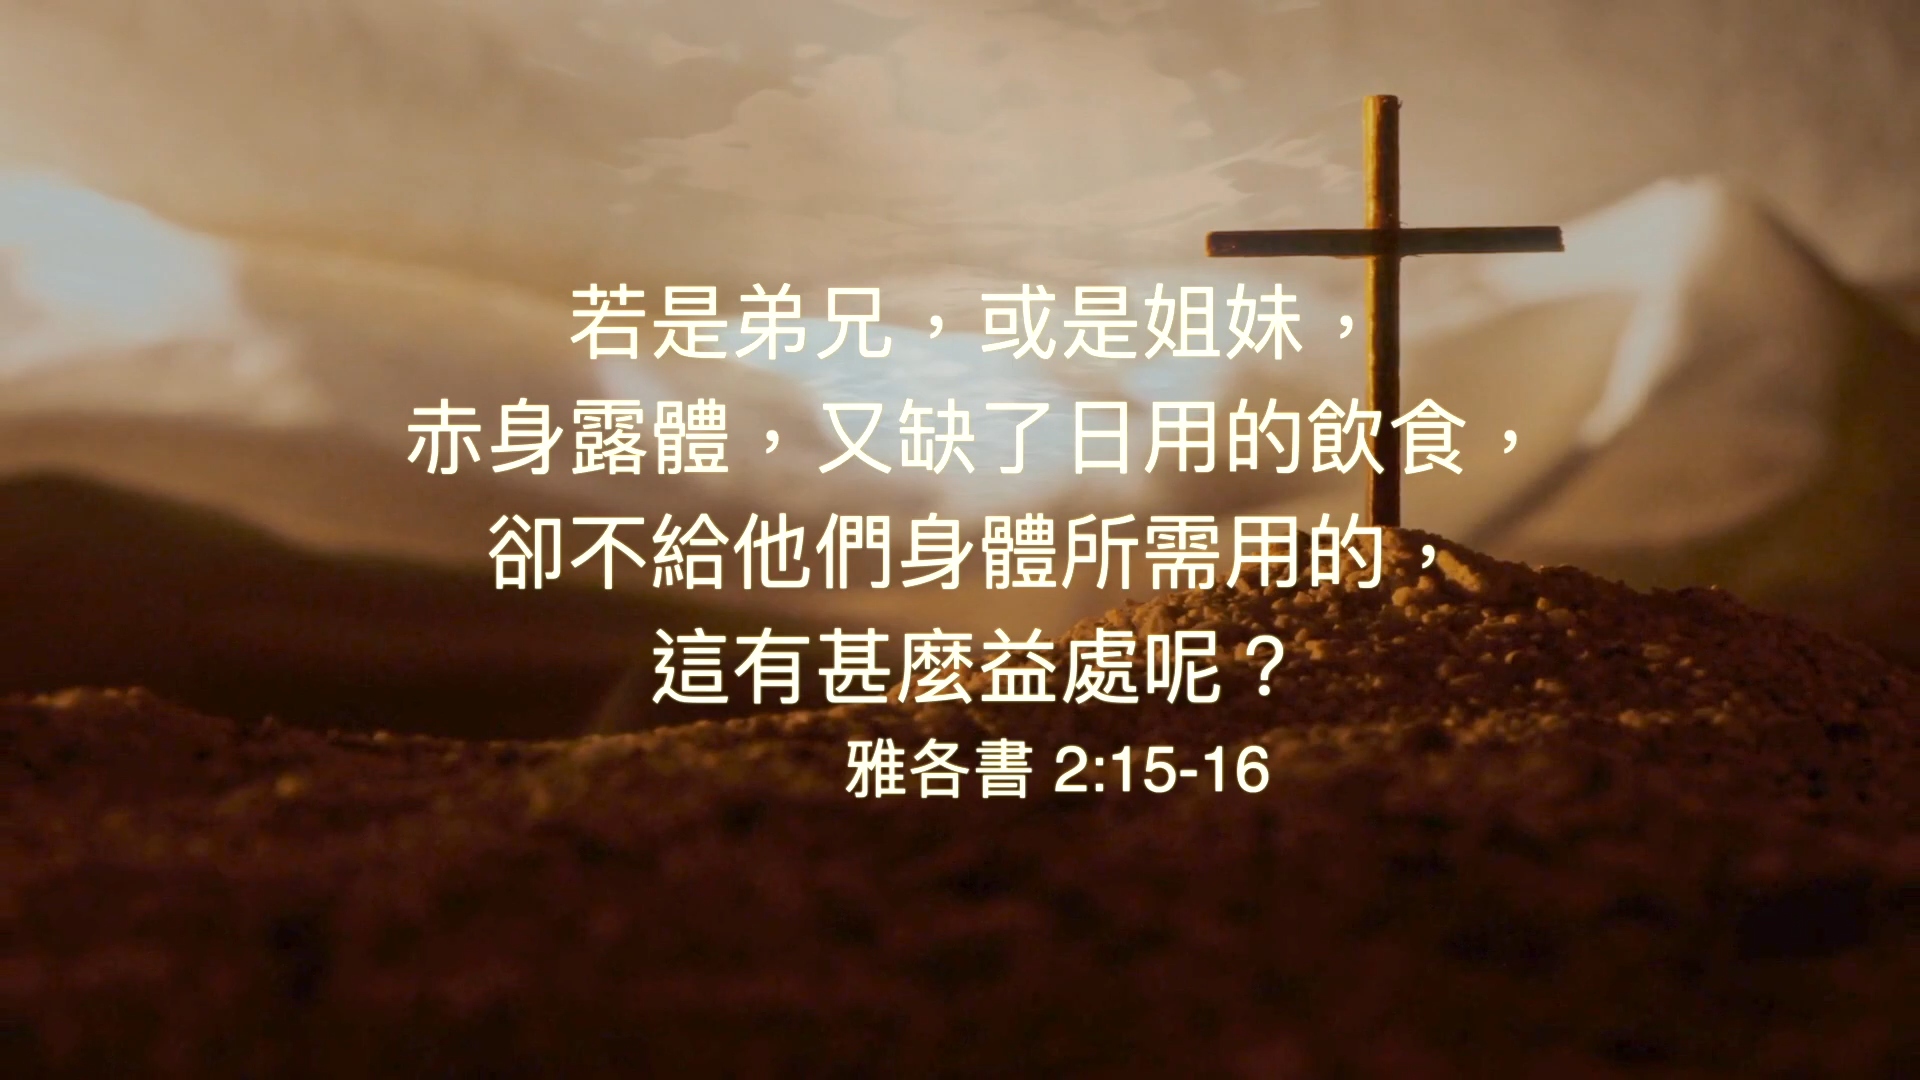 若是弟兄，或是姐妹，
赤身露體，又缺了日用的飲食，
卻不給他們身體所需用的，
這有甚麼益處呢？
雅各書 2:15-16